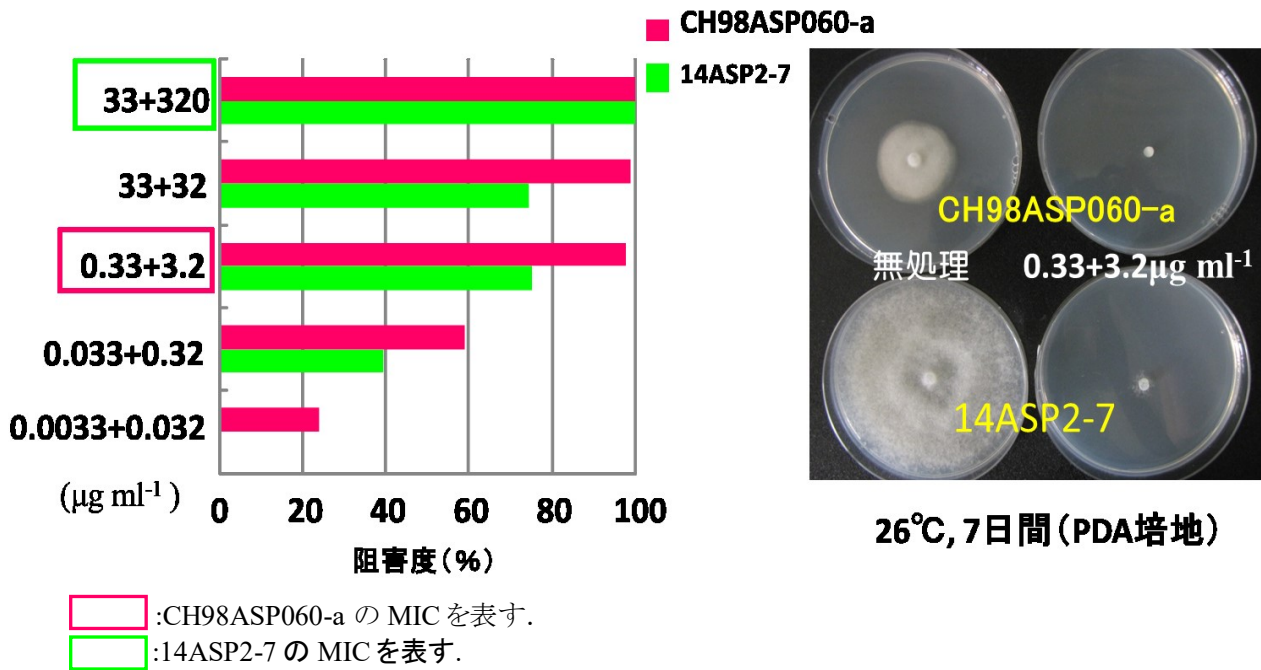 CH98ASP060-a
14ASP2-7
33+320
33+32
0.33+3.2
0.033+0.32
0.0033+0.032
(µg ml-1 )
0 20 40 60 80 100
阻害度(%)
:CH98ASP060-a の MIC を表す.
:14ASP2-7 の MIC を表す.
CH98ASP060-a
無処理 0.33+3.2µg ml-1
14ASP2-7
26℃, 7日間(PDA培地)